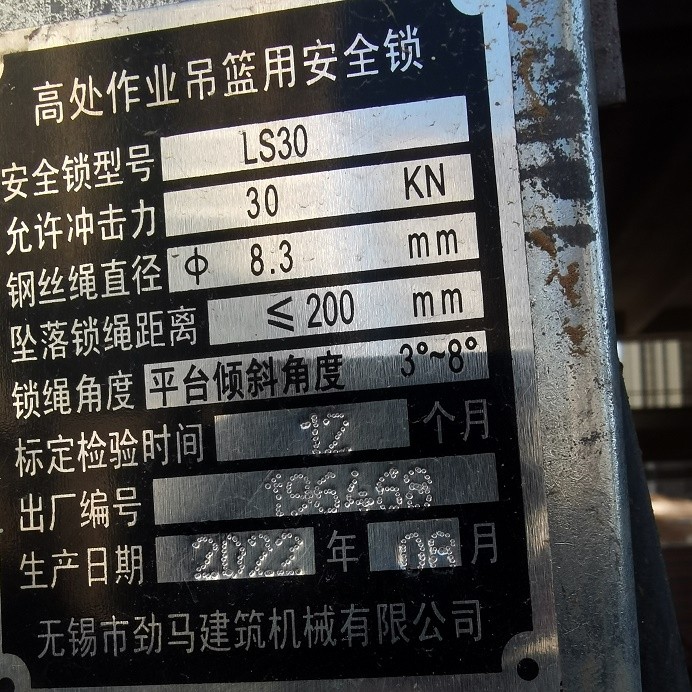 高处作业吊篮用安全锁
安全锁型号 LS30
允许冲击力 30 KN
钢丝绳直径 ф 8.3 mm
坠落锁绳距离 ≤200 mm
锁绳角度 平台倾斜角度 3°~8°
标定检验时间 12 个月
出厂编号
生产日期 2022 年 月
无锡市劲马建筑机械有限公司